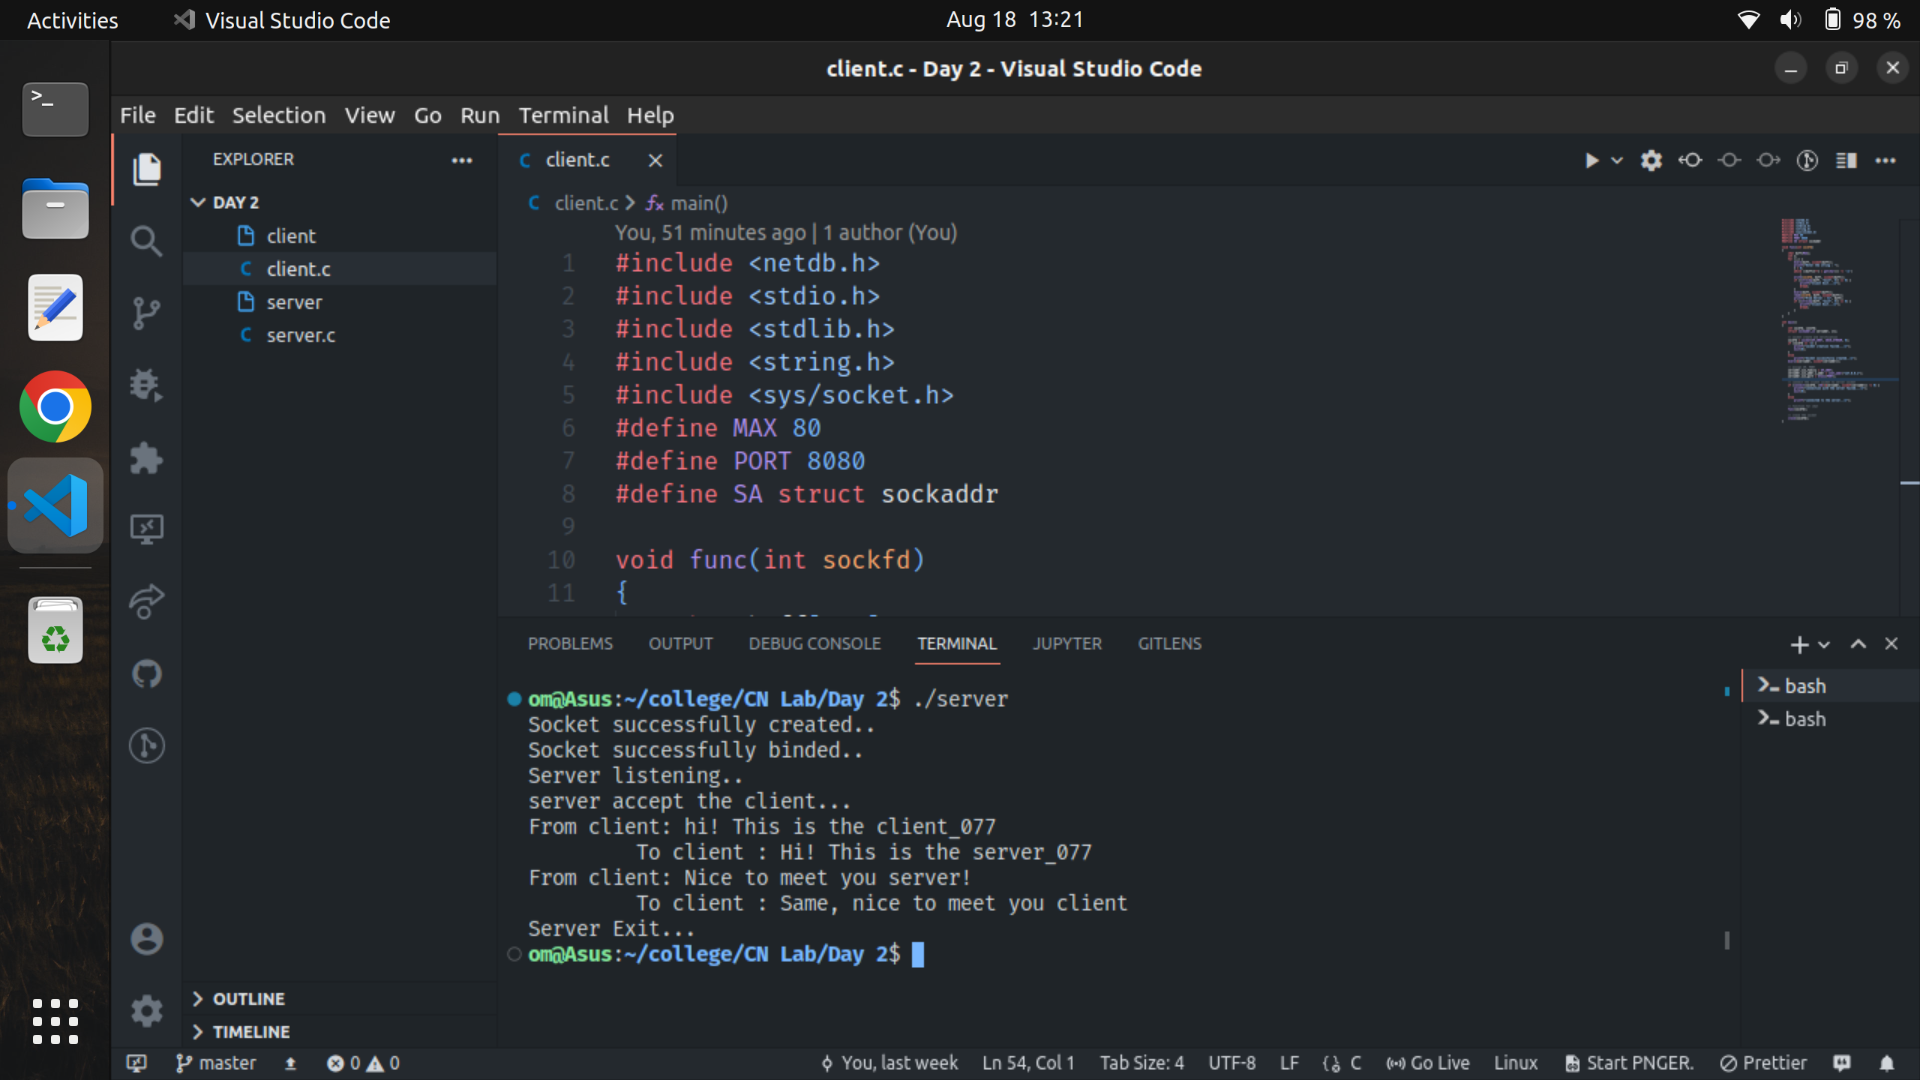 Activities
Visual Studio Code
Aug 18 13:21
98 %
client.c - Day 2 - Visual Studio Code
File Edit Selection View Go Run Terminal Help
EXPLORER
DAY 2
client
client.c
server
server.c
OUTLINE
TIMELINE
client.c
client.c > main()
You, 51 minutes ago | 1 author (You)
1 #include <netdb.h>
2 #include <stdio.h>
3 #include <stdlib.h>
4 #include <string.h>
5 #include <sys/socket.h>
6 #define MAX 80
7 #define PORT 8080
8 #define SA struct sockaddr
9
10 void func(int sockfd)
11 {
PROBLEMS OUTPUT DEBUG CONSOLE TERMINAL JUPYTER GITLENS
om@Asus:~/college/CN Lab/Day 2$ ./server
Socket successfully created..
Socket successfully binded..
Server listening..
server accept the client...
From client: hi! This is the client_077
To client : Hi! This is the server_077
From client: Nice to meet you server!
To client : Same, nice to meet you client
Server Exit...
om@Asus:~/college/CN Lab/Day 2$
bash
bash
master 0 0 You, last week Ln 54, Col 1 Tab Size: 4 UTF-8 LF C Go Live Linux Start PNGER. Prettier